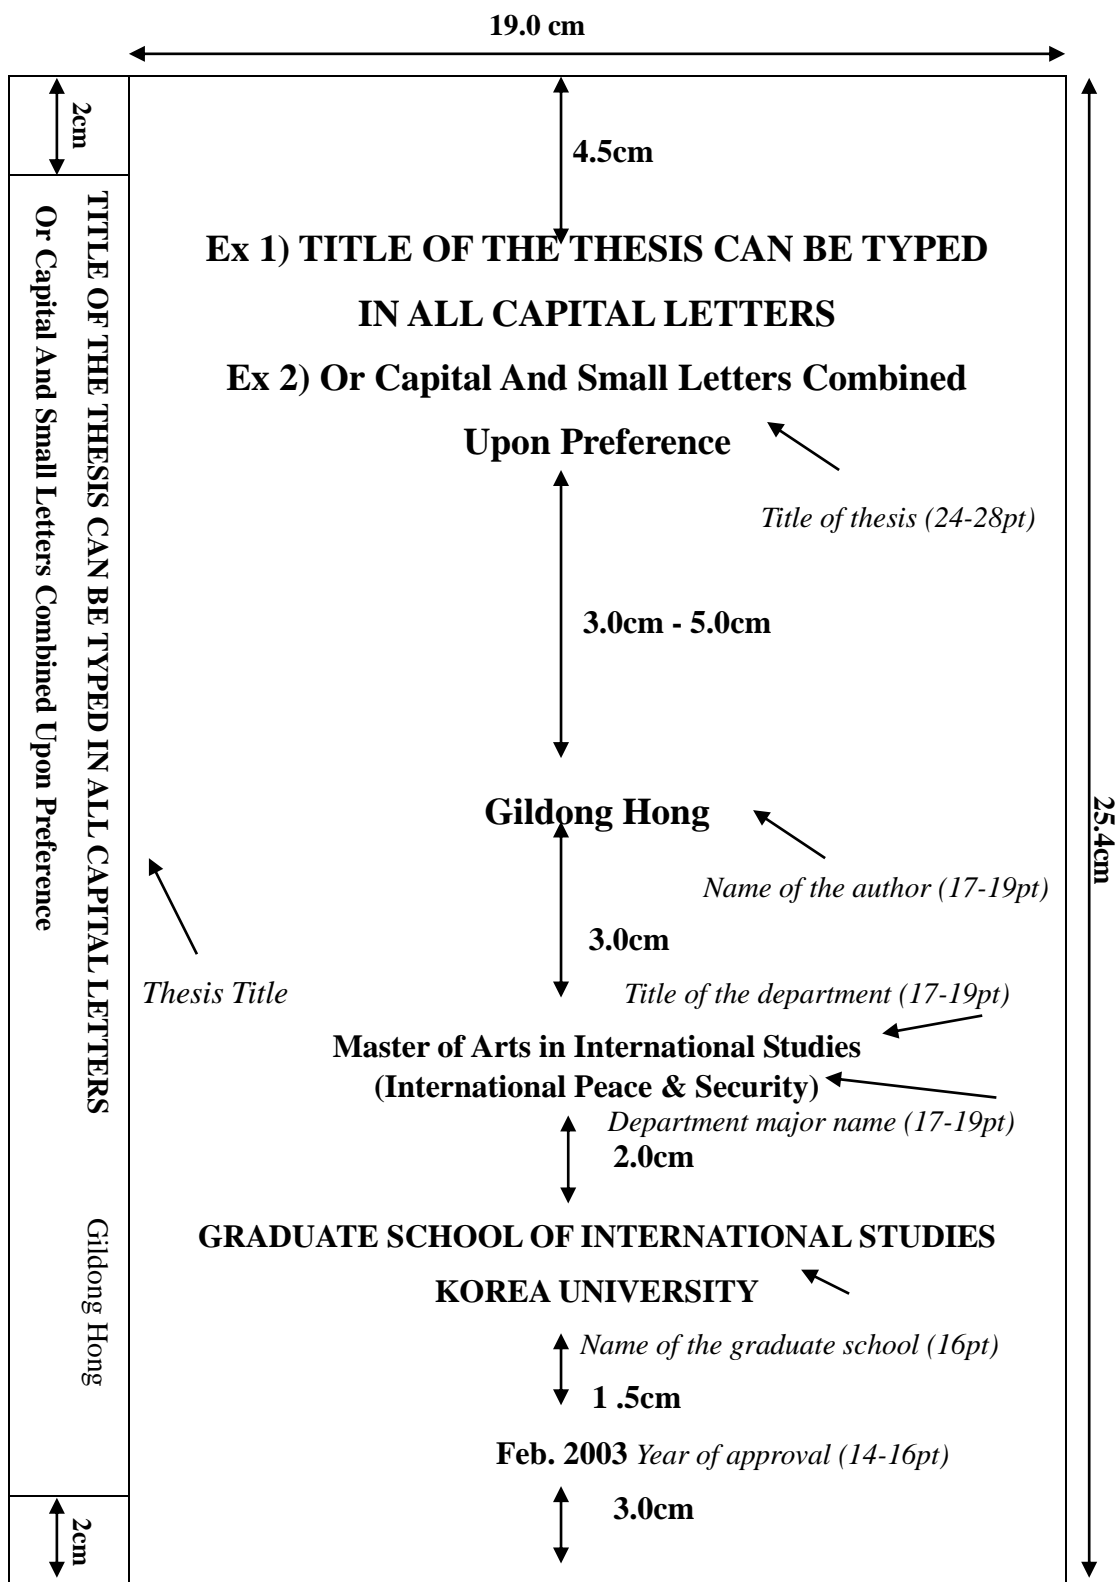 19.0 cm
2cm
TITLE OF THE THESIS CAN BE TYPED IN ALL CAPITAL LETTERS
Or Capital And Small Letters Combined Upon Preference
Gildong Hong
2cm
4.5cm
Ex 1) TITLE OF THE THESIS CAN BE TYPED
IN ALL CAPITAL LETTERS
Ex 2) Or Capital And Small Letters Combined
Upon Preference
Title of thesis (24-28pt)
3.0cm - 5.0cm
Gildong Hong
Name of the author (17-19pt)
3.0cm
Thesis Title
Title of the department (17-19pt)
Master of Arts in International Studies
(International Peace & Security)
Department major name (17-19pt)
2.0cm
GRADUATE SCHOOL OF INTERNATIONAL STUDIES
KOREA UNIVERSITY
Name of the graduate school (16pt)
1 .5cm
Feb. 2003 Year of approval (14-16pt)
3.0cm
25.4cm